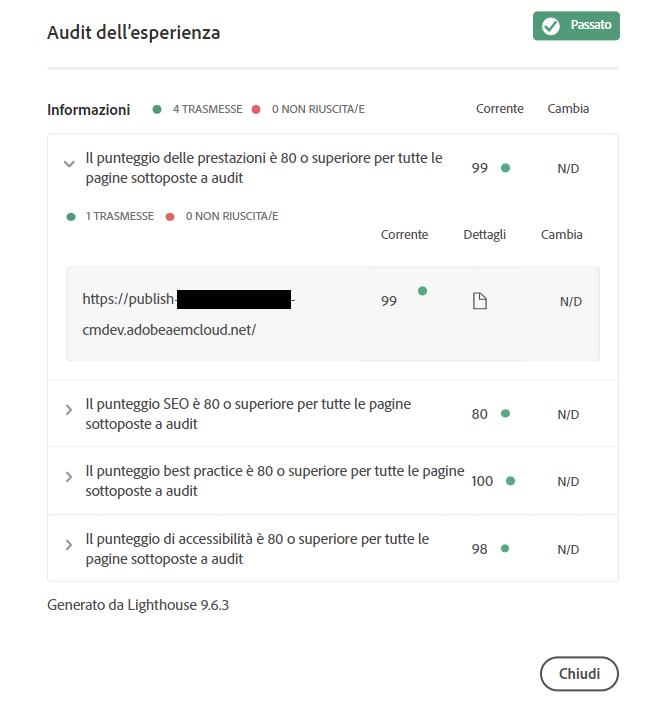 Audit dell'esperienza
Passato
Informazioni 4 TRASMESSE 0 NON RIUSCITA/E Corrente Cambia
Il punteggio delle prestazioni è 80 o superiore per tutte le
pagine sottoposte a audit
99 N/D
1 TRASMESSE 0 NON RIUSCITA/E
Corrente Dettagli Cambia
https://publish- -
cmdev.adobeaemcloud.net/
99 N/D
Il punteggio SEO è 80 o superiore per tutte le pagine
sottoposte a audit
80 N/D
Il punteggio best practice è 80 o superiore per tutte le pagine
sottoposte a audit
100 N/D
Il punteggio di accessibilità è 80 o superiore per tutte le
pagine sottoposte a audit
98 N/D
Generato da Lighthouse 9.6.3
Chiudi